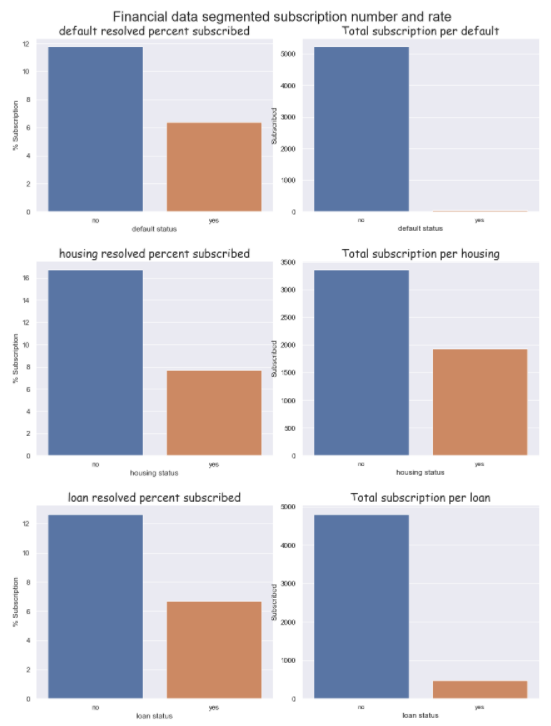 Financial data segmented subscription number and rate
default resolved percent subscribed
Total subscription per default
12
10
8
6
4
2
0
% Subscription
no
yes
default status
5000
4000
3000
2000
1000
0
Subscribed
no
yes
default status
housing resolved percent subscribed
Total subscription per housing
16
14
12
10
8
6
4
2
0
% Subscription
no
yes
housing status
3500
3000
2500
2000
1500
1000
500
0
Subscribed
no
yes
housing status
loan resolved percent subscribed
Total subscription per loan
12
10
8
6
4
2
0
% Subscription
no
yes
loan status
5000
4000
3000
2000
1000
0
Subscribed
no
yes
loan status